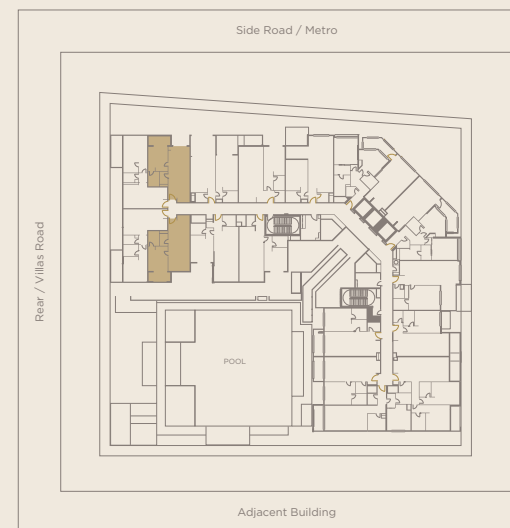 Side Road / Metro
Rear / Villas Road
POOL
Adjacent Building